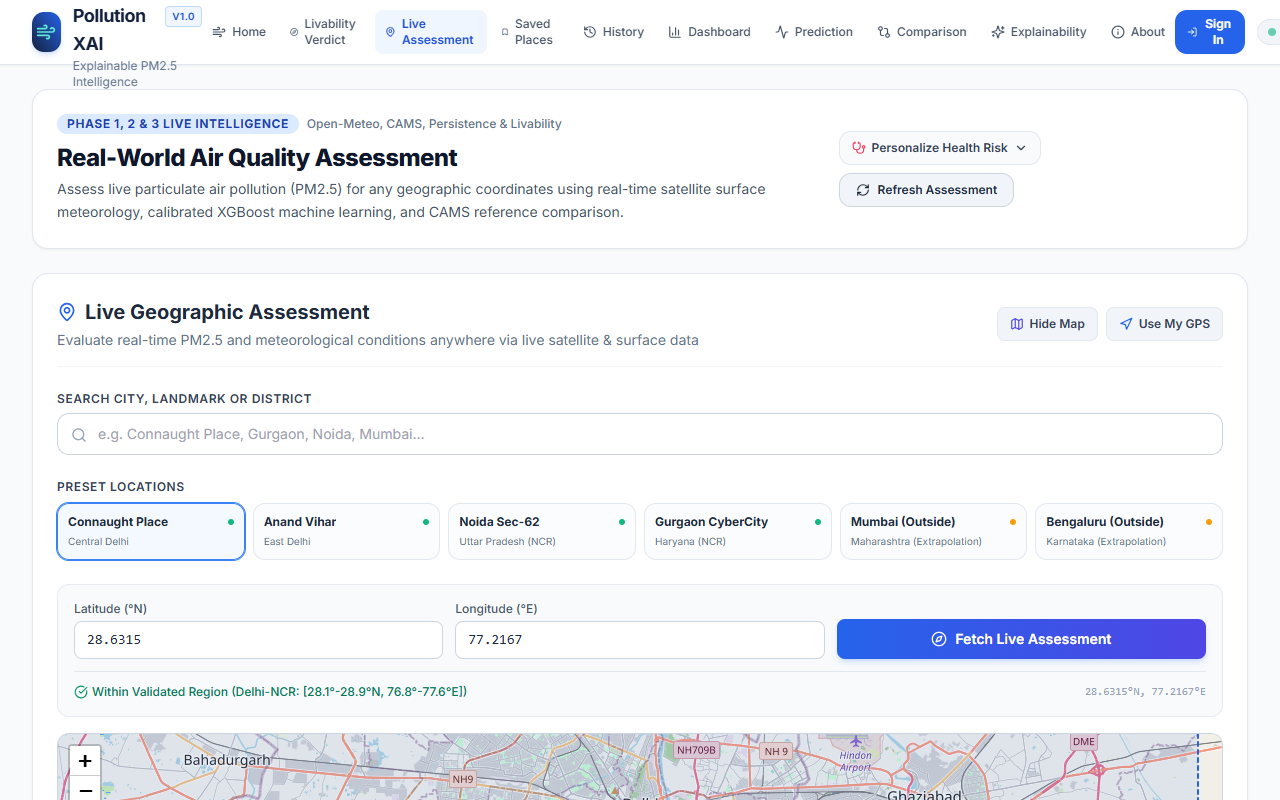 Pollution XAI
V1.0
Explainable PM2.5 Intelligence
Home
Livability Verdict
Live Assessment
Saved Places
History
Dashboard
Prediction
Comparison
Explainability
About
Sign In
PHASE 1, 2 & 3 LIVE INTELLIGENCE
Open-Meteo, CAMS, Persistence & Livability
Real-World Air Quality Assessment
Assess live particulate air pollution (PM2.5) for any geographic coordinates using real-time satellite surface
meteorology, calibrated XGBoost machine learning, and CAMS reference comparison.
Personalize Health Risk
Refresh Assessment
Live Geographic Assessment
Evaluate real-time PM2.5 and meteorological conditions anywhere via live satellite & surface data
Hide Map
Use My GPS
SEARCH CITY, LANDMARK OR DISTRICT
e.g. Connaught Place, Gurgaon, Noida, Mumbai...
PRESET LOCATIONS
Connaught Place
Central Delhi
Anand Vihar
East Delhi
Noida Sec-62
Uttar Pradesh (NCR)
Gurgaon CyberCity
Haryana (NCR)
Mumbai (Outside)
Maharashtra (Extrapolation)
Bengaluru (Outside)
Karnataka (Extrapolation)
Latitude (°N)
28.6315
Longitude (°E)
77.2167
Fetch Live Assessment
Within Validated Region (Delhi-NCR: [28.1°-28.9°N, 76.8°-77.6°E])
28.6315°N, 77.2167°E
+
−
Bahadurgarh
NH9
NH709B
NH 9
Hindon Airport
DME
Ghaziabad